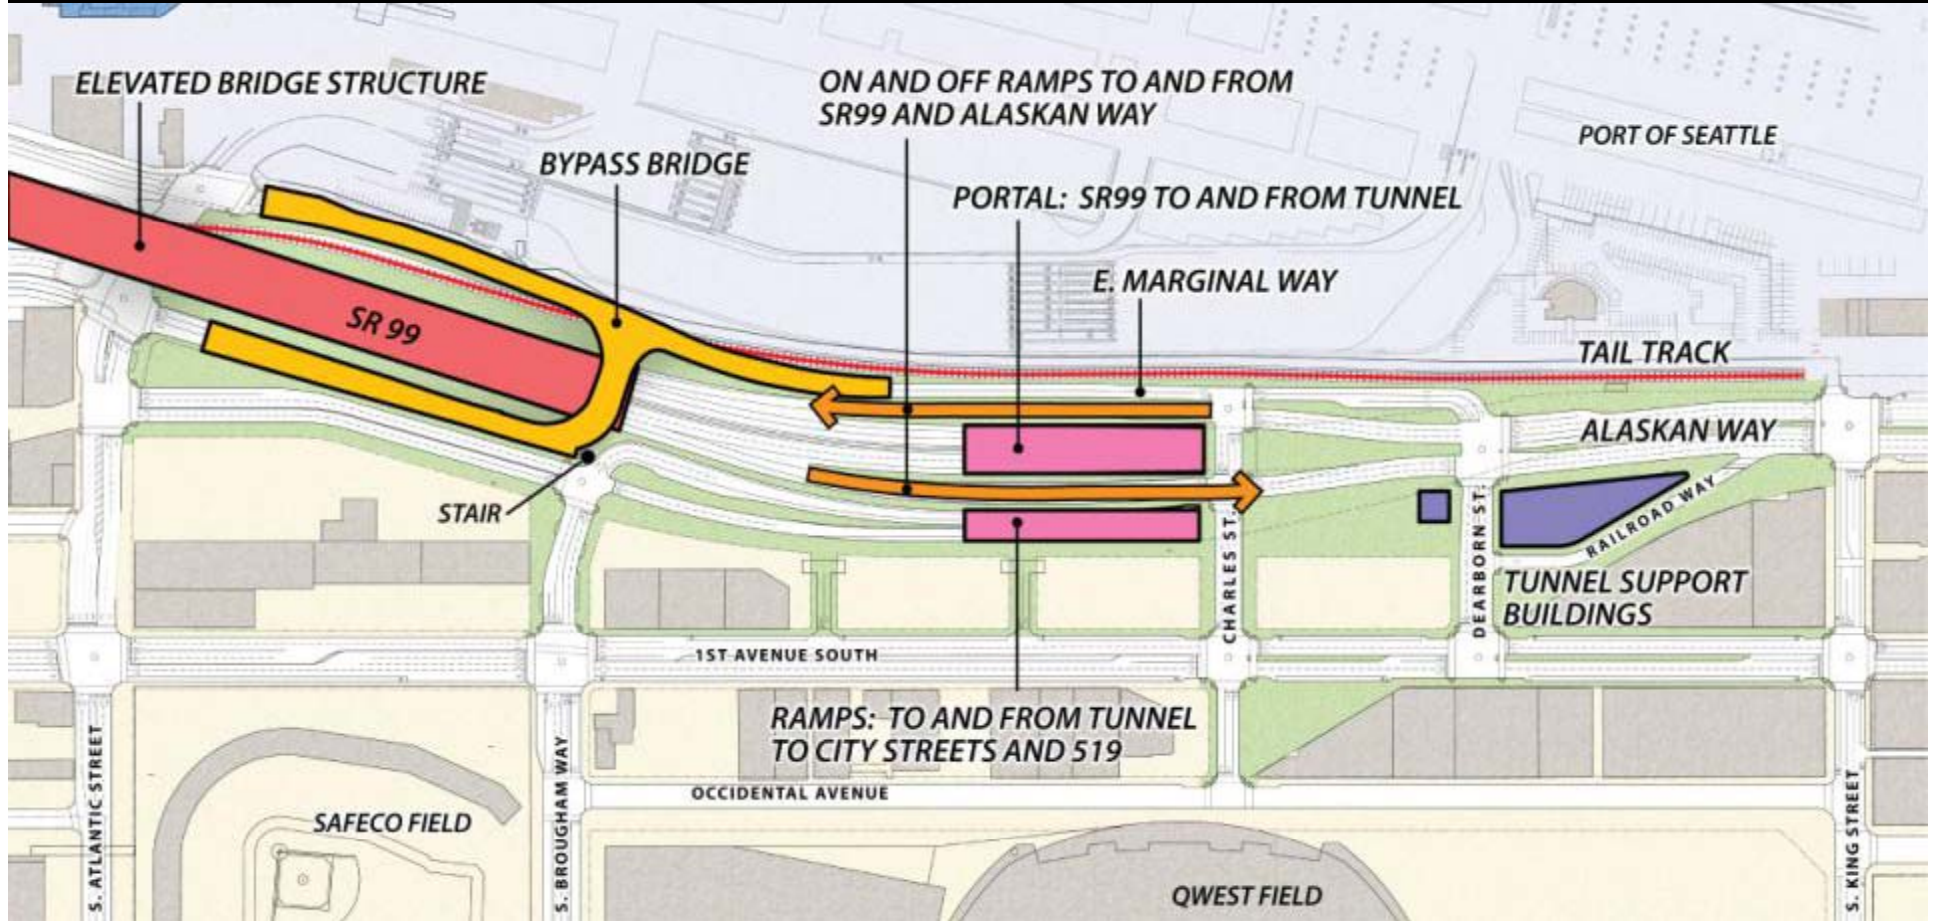 ELEVATED BRIDGE STRUCTURE
ON AND OFF RAMPS TO AND FROM
SR99 AND ALASKAN WAY
BYPASS BRIDGE
PORT OF SEATTLE
PORTAL: SR99 TO AND FROM TUNNEL
E. MARGINAL WAY
SR 99
TAIL TRACK
ALASKAN WAY
STAIR
RAILROAD WAY
CHARLES ST.
DEARBORN ST.
TUNNEL SUPPORT
BUILDINGS
1ST AVENUE SOUTH
RAMPS: TO AND FROM TUNNEL
TO CITY STREETS AND 519
OCCIDENTAL AVENUE
S. ATLANTIC STREET
SAFECO FIELD
S. BROUGHAM WAY
QWEST FIELD
S. KING STREET